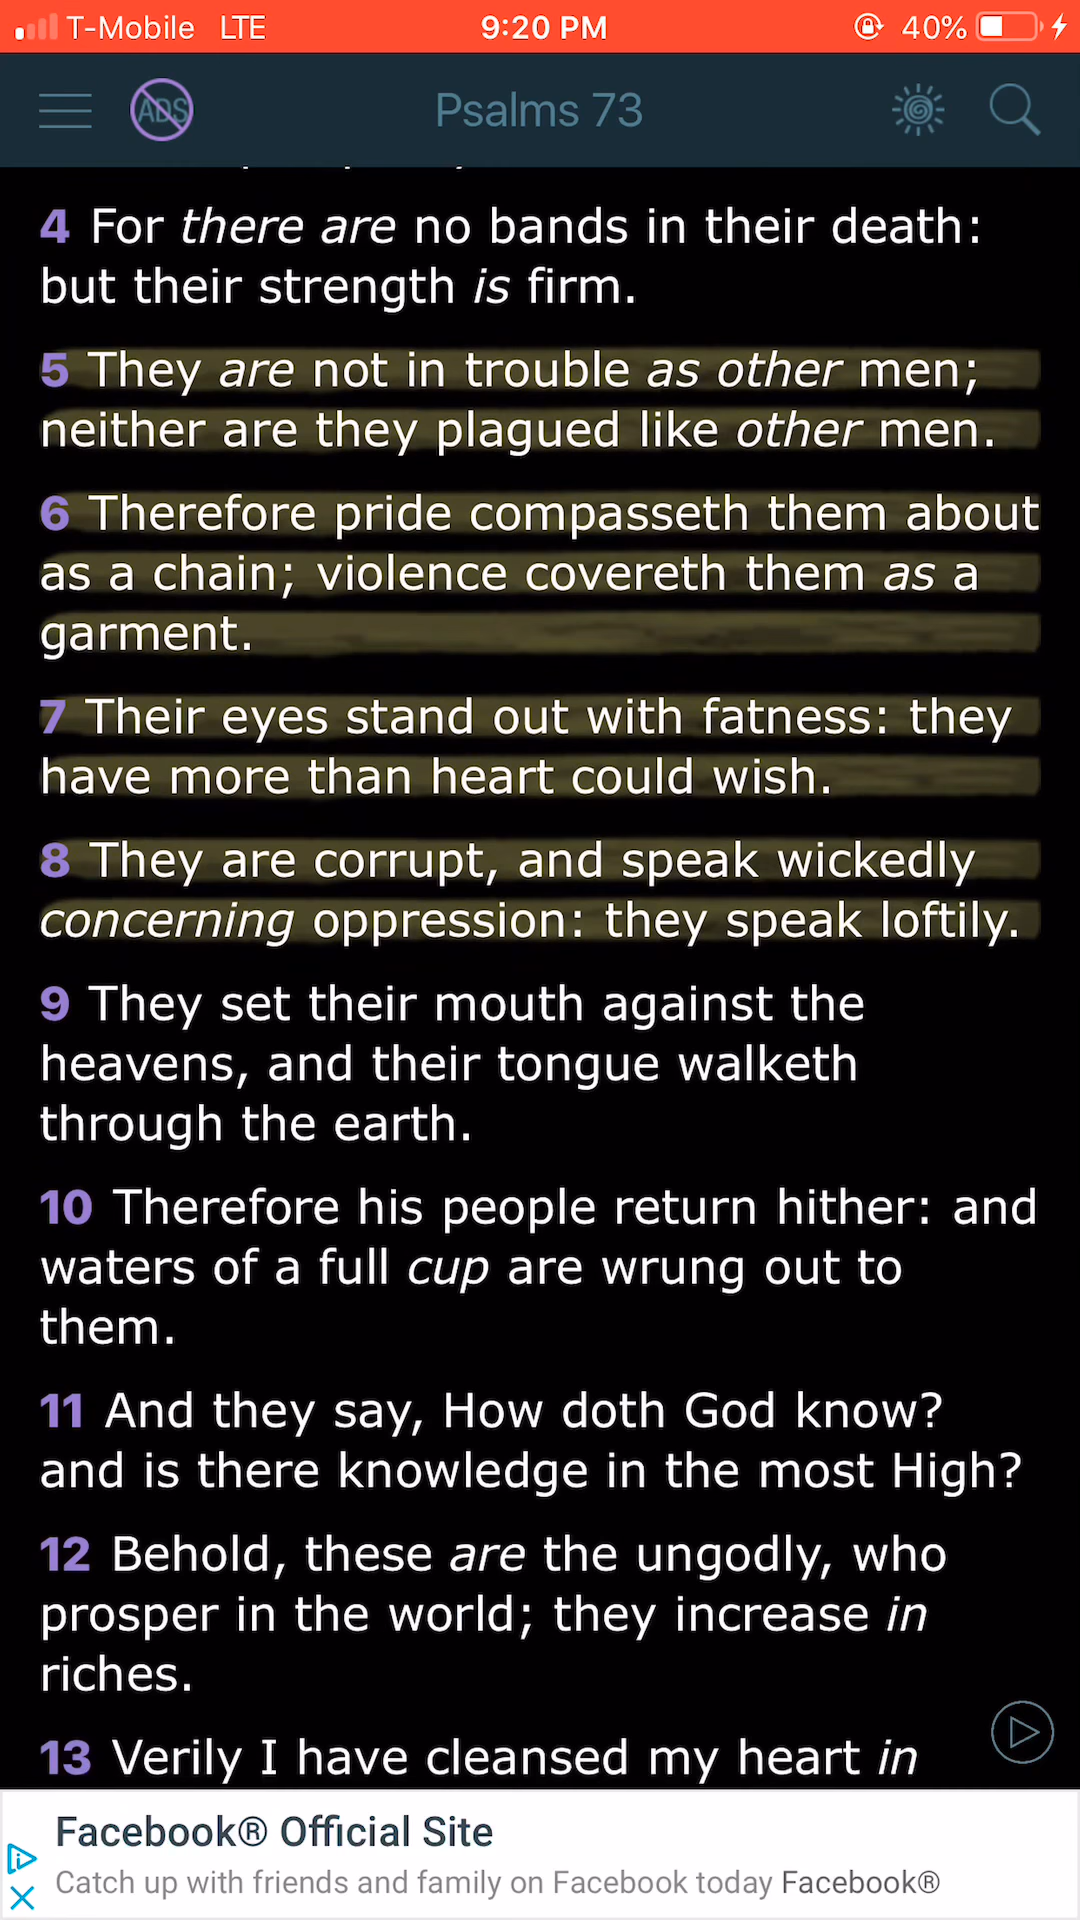 T-Mobile LTE 9:20 PM 40%
ADS Psalms 73
4 For there are no bands in their death:
but their strength is firm.
5 They are not in trouble as other men;
neither are they plagued like other men.
6 Therefore pride compasseth them about
as a chain; violence covereth them as a
garment.
7 Their eyes stand out with fatness: they
have more than heart could wish.
8 They are corrupt, and speak wickedly
concerning oppression: they speak loftily.
9 They set their mouth against the
heavens, and their tongue walketh
through the earth.
10 Therefore his people return hither: and
waters of a full cup are wrung out to
them.
11 And they say, How doth God know?
and is there knowledge in the most High?
12 Behold, these are the ungodly, who
prosper in the world; they increase in
riches.
13 Verily I have cleansed my heart in
Facebook® Official Site
Catch up with friends and family on Facebook today Facebook®